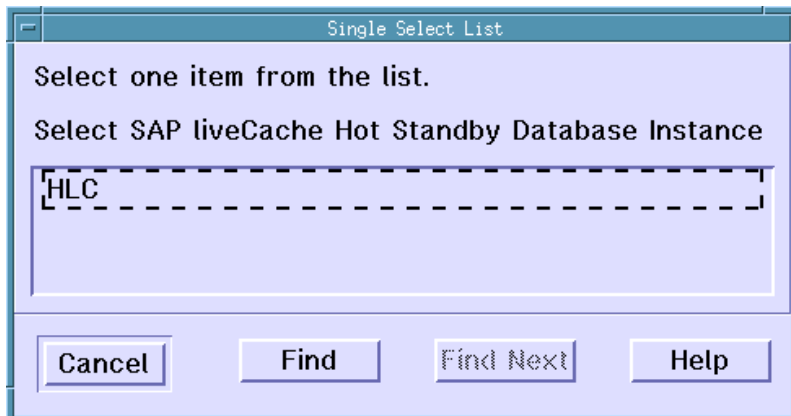 Single Select List
Select one item from the list.
Select SAP liveCache Hot Standby Database Instance
HLC
Cancel
Find
Find Next
Help